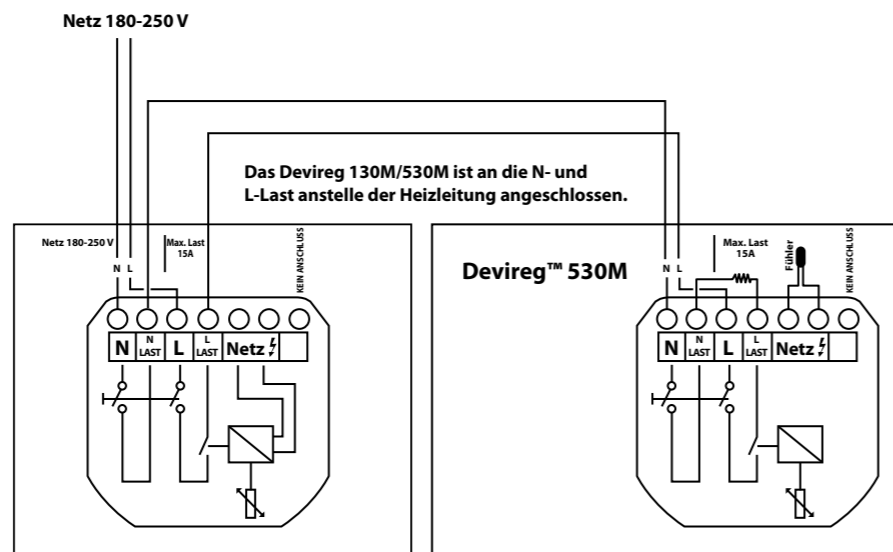 Netz 180-250 V
Das Devireg 130M/530M ist an die N- und
L-Last anstelle der Heizleitung angeschlossen.
Netz 180-250 V
Max. Last
15A
KEIN ANSCHLUSS
N L
N
N
LAST
L
L
LAST
Netz
Devireg™ 530M
Max. Last
15A
Fühler
KEIN ANSCHLUSS
N L
N
N
LAST
L
L
LAST
Netz